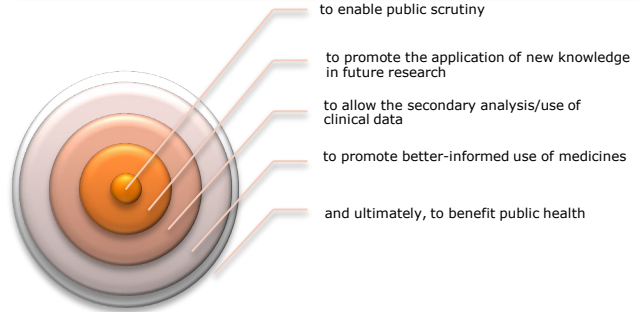 to enable public scrutiny
to promote the application of new knowledge
in future research
to allow the secondary analysis/use of
clinical data
to promote better-informed use of medicines
and ultimately, to benefit public health